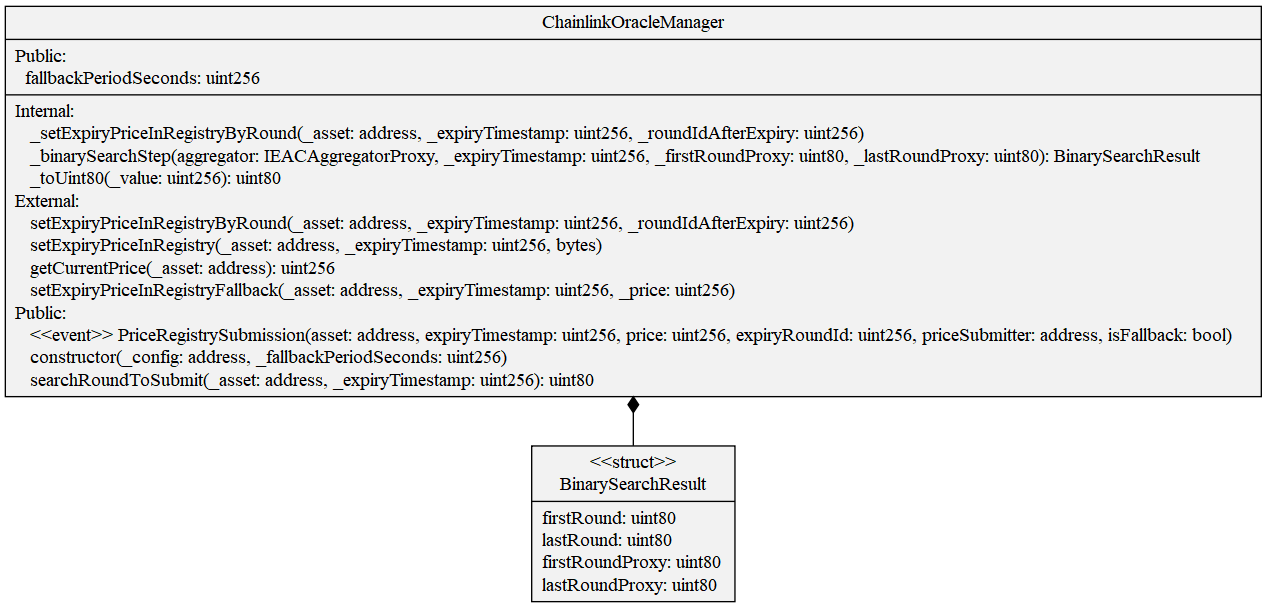 ChainlinkOracleManager
Public:
fallbackPeriodSeconds: uint256
Internal:
_setExpiryPriceInRegistryByRound(_asset: address, _expiryTimestamp: uint256, _roundIdAfterExpiry: uint256)
_binarySearchStep(aggregator: IEACAggregatorProxy, _expiryTimestamp: uint256, _firstRoundProxy: uint80, _lastRoundProxy: uint80): BinarySearchResult
_toUint80(_value: uint256): uint80
External:
setExpiryPriceInRegistryByRound(_asset: address, _expiryTimestamp: uint256, _roundIdAfterExpiry: uint256)
setExpiryPriceInRegistry(_asset: address, _expiryTimestamp: uint256, bytes)
getCurrentPrice(_asset: address): uint256
setExpiryPriceInRegistryFallback(_asset: address, _expiryTimestamp: uint256, _price: uint256)
Public:
<<event>> PriceRegistrySubmission(asset: address, expiryTimestamp: uint256, price: uint256, expiryRoundId: uint256, priceSubmitter: address, isFallback: bool)
constructor(_config: address, _fallbackPeriodSeconds: uint256)
searchRoundToSubmit(_asset: address, _expiryTimestamp: uint256): uint80
<<struct>>
BinarySearchResult
firstRound: uint80
lastRound: uint80
firstRoundProxy: uint80
lastRoundProxy: uint80